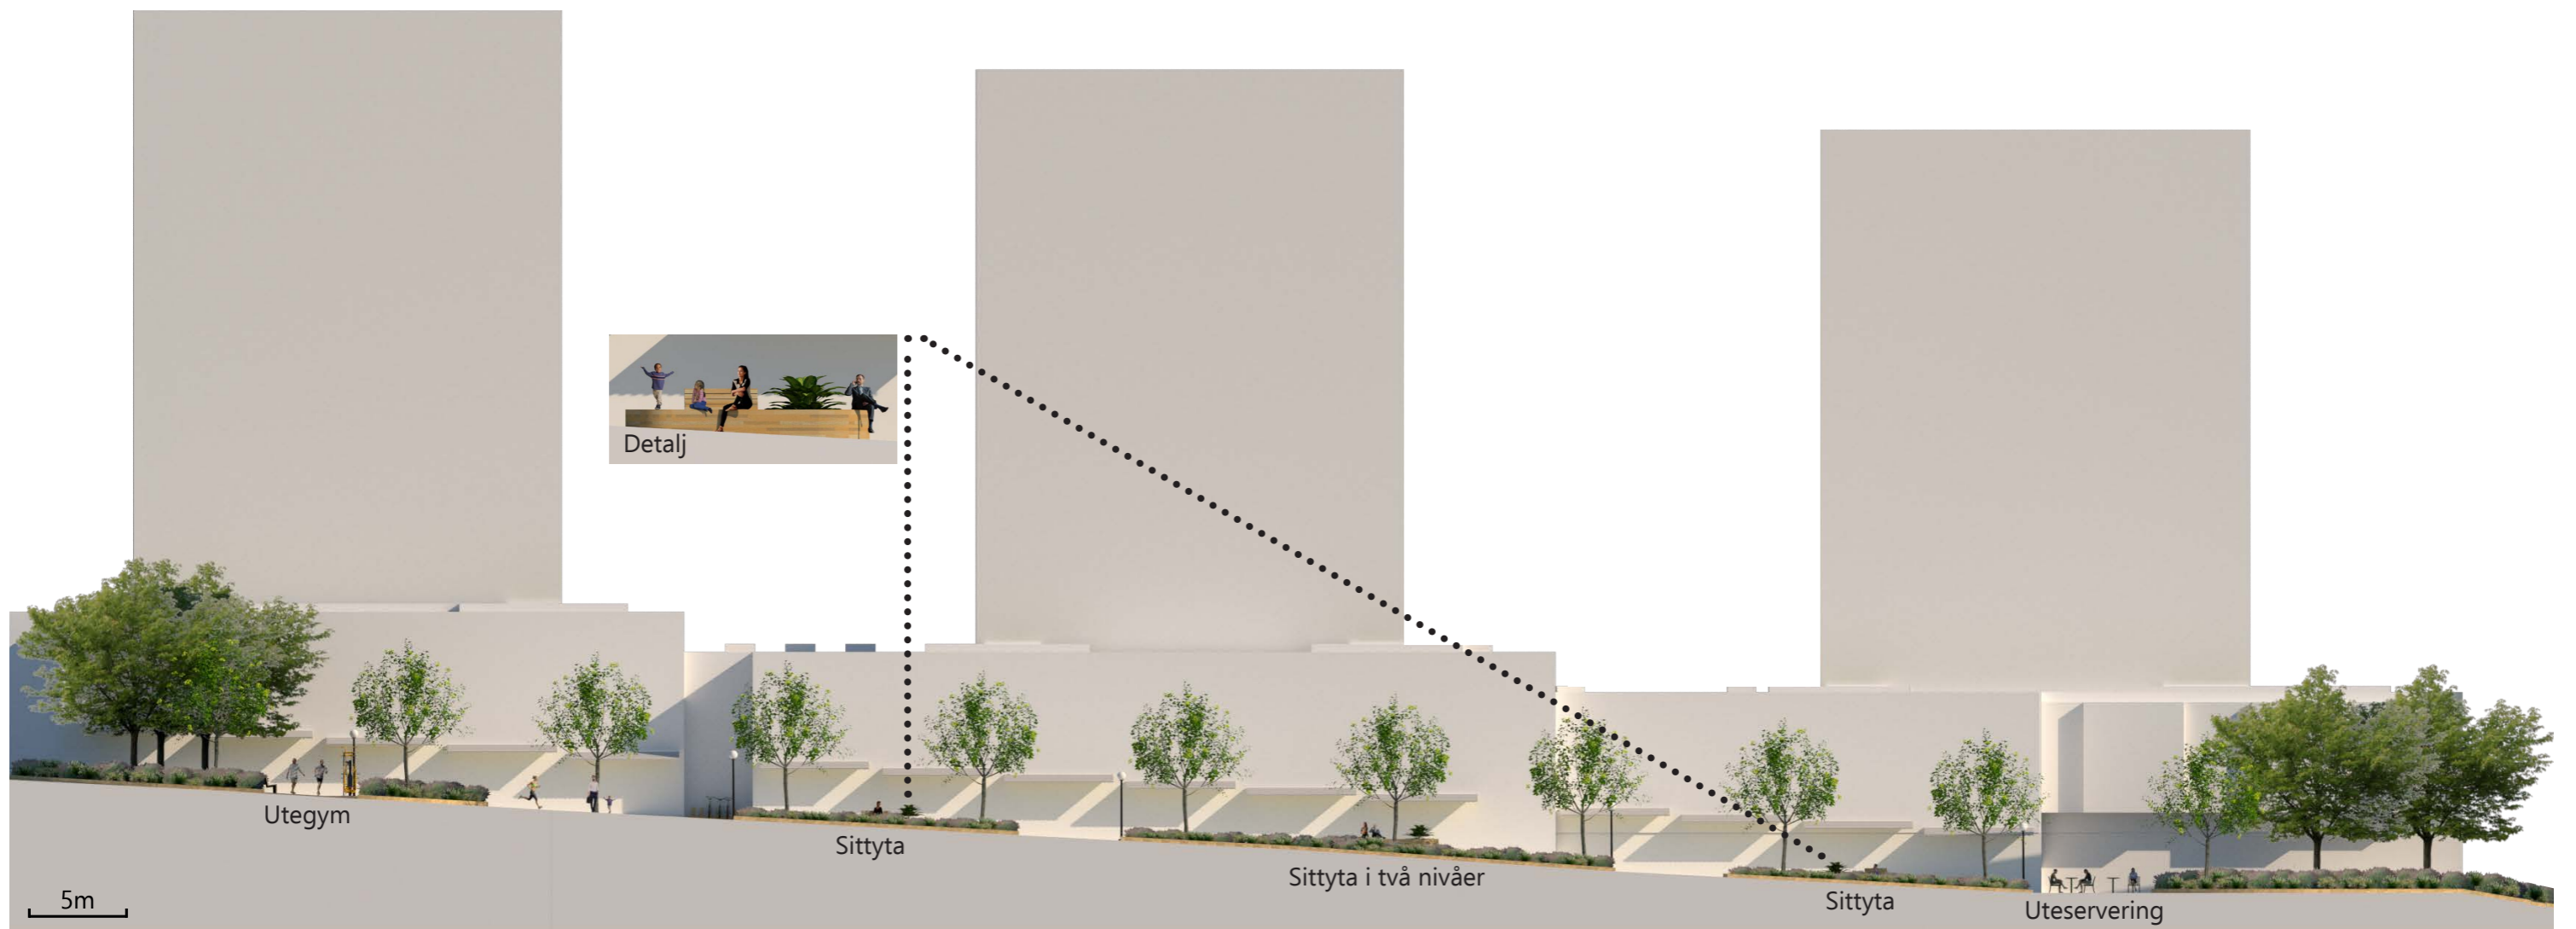 Detalj
Utegym
Sittyta
Sittyta i två nivåer
Sittyta
Uteservering
5m